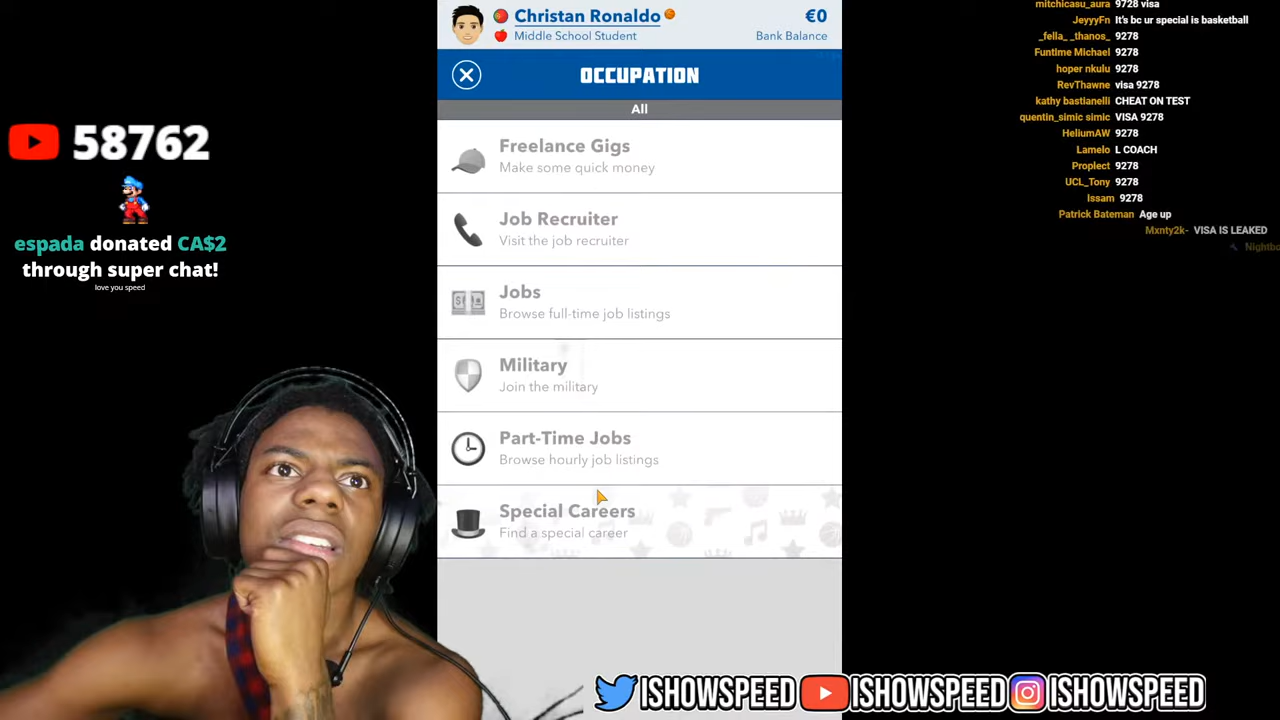 58762
espada donated CA$2
through super chat!
love you speed
Christan Ronaldo
€0
Middle School Student
Bank Balance
OCCUPATION
All
Freelance Gigs
Make some quick money
Job Recruiter
Visit the job recruiter
Jobs
Browse full-time job listings
Military
Join the military
Part-Time Jobs
Browse hourly job listings
Special Careers
Find a special career
mitchicasu_aura 9728 visa
JeyyyFn It's bc ur special is basketball
_fella_ _thanos_ 9278
Funtime Michael 9278
hoper nkulu 9278
RevThawne visa 9278
kathy bastianelli CHEAT ON TEST
quentin_simic simic VISA 9278
HeliumAW 9278
Lamelo L COACH
Proplect 9278
UCL_Tony 9278
Issam 9278
Patrick Bateman Age up
Mxnty2k- VISA IS LEAKED
Nightbo
ISHOWSPEED ISHOWSPEED ISHOWSPEED